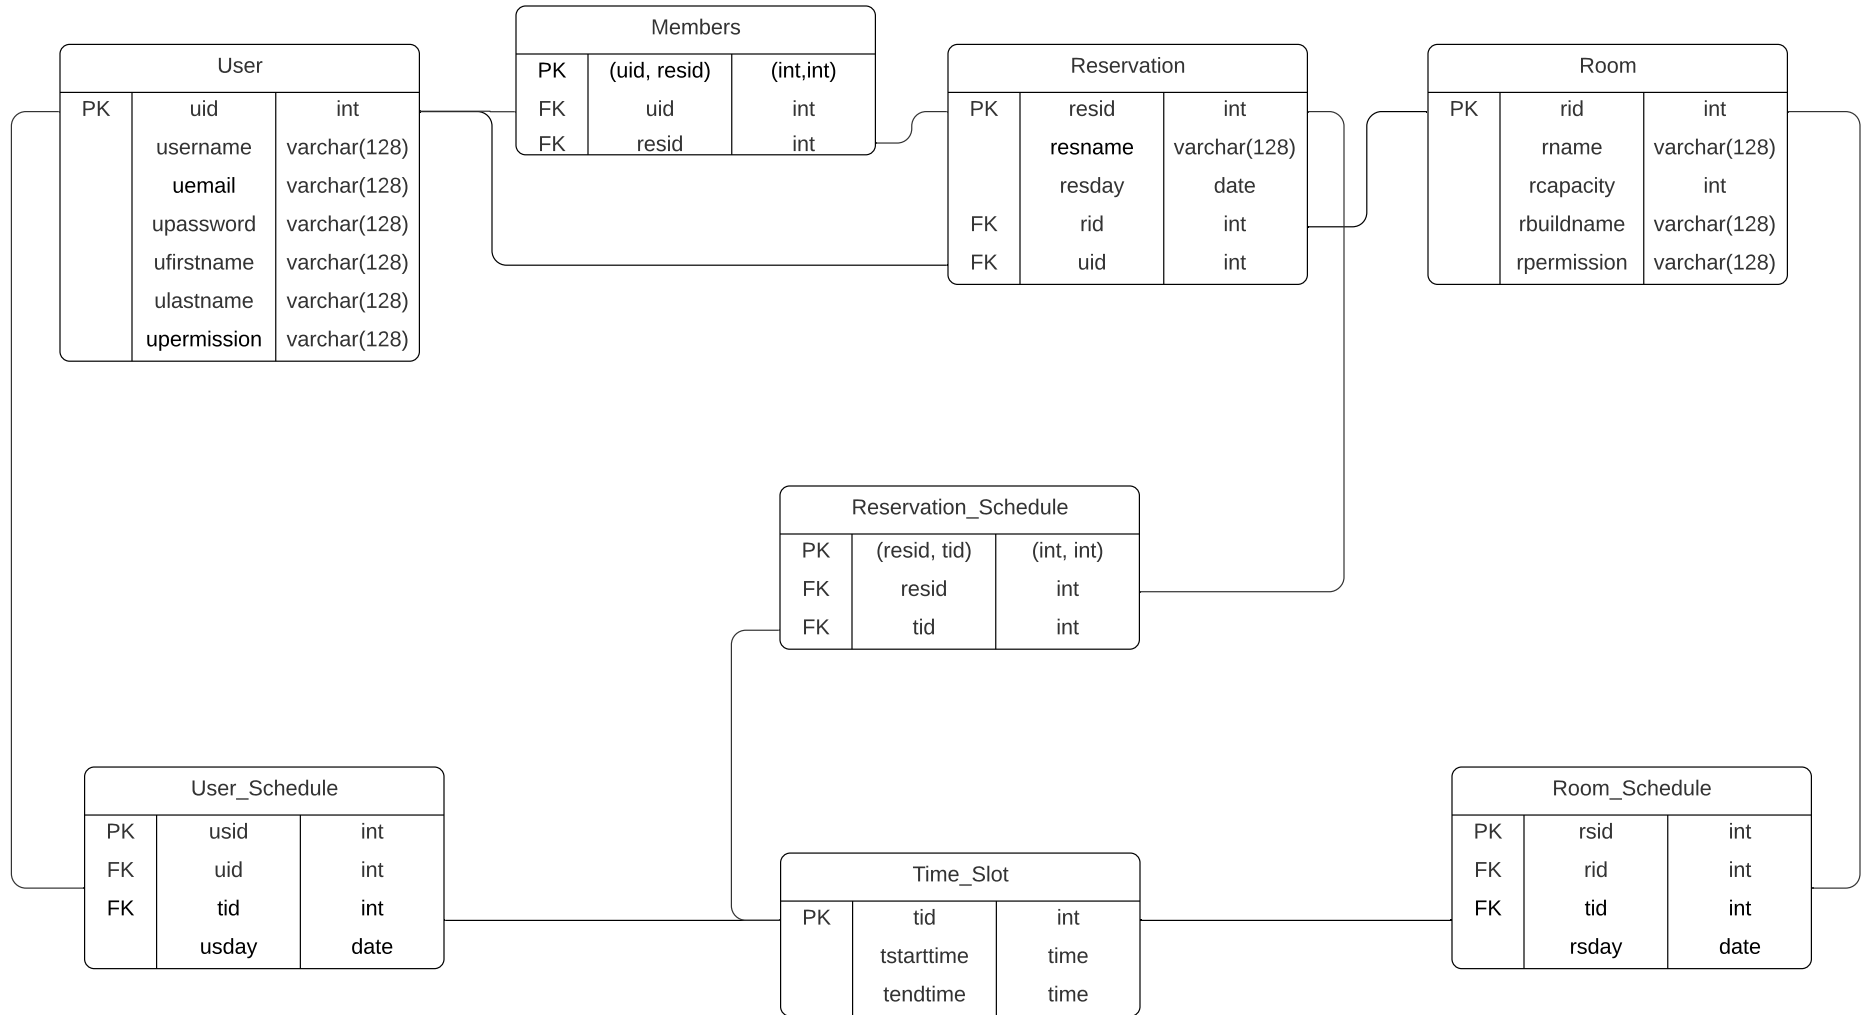 Members
PK (uid, resid) (int,int)
FK uid int
FK resid int
User
PK uid int
username varchar(128)
uemail varchar(128)
upassword varchar(128)
ufirstname varchar(128)
ulastname varchar(128)
upermission varchar(128)
Reservation
PK resid int
resname varchar(128)
resday date
FK rid int
FK uid int
Room
PK rid int
rname varchar(128)
rcapacity int
rbuildname varchar(128)
rpermission varchar(128)
Reservation_Schedule
PK (resid, tid) (int, int)
FK resid int
FK tid int
User_Schedule
PK usid int
FK uid int
FK tid int
usday date
Time_Slot
PK tid int
tstarttime time
tendtime time
Room_Schedule
PK rsid int
FK rid int
FK tid int
rsday date